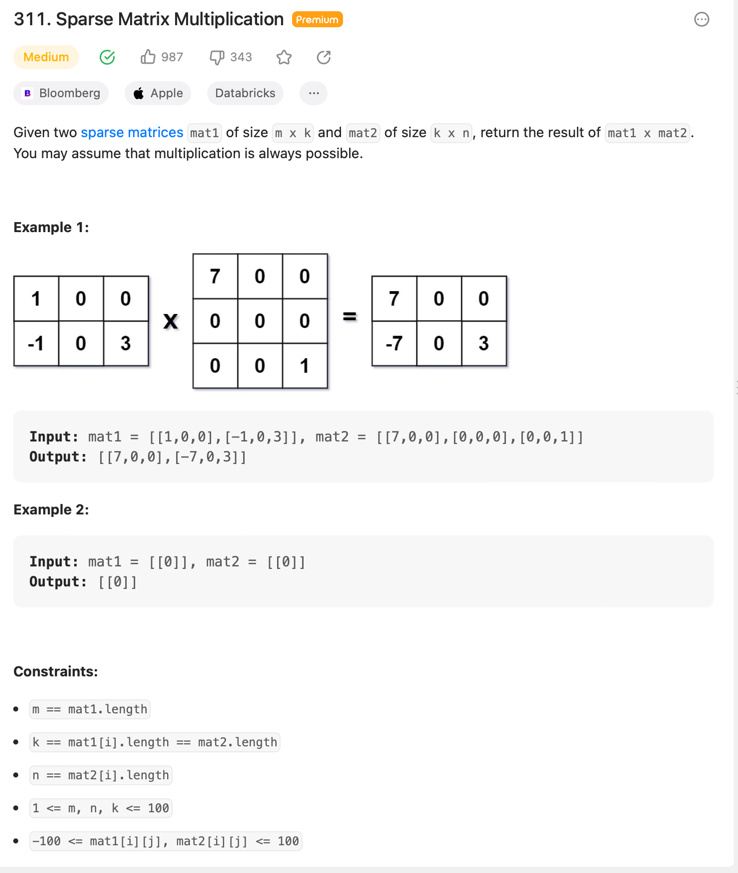 311. Sparse Matrix Multiplication Premium
Medium 987 343
B Bloomberg Apple Databricks ...
Given two sparse matrices mat1 of size m x k and mat2 of size k x n, return the result of mat1 x mat2.
You may assume that multiplication is always possible.
Example 1:
7 0 0
1 0 0 7 0 0
x 0 0 0 =
-1 0 3 -7 0 3
0 0 1
Input: mat1 = [[1,0,0],[-1,0,3]], mat2 = [[7,0,0],[0,0,0],[0,0,1]]
Output: [[7,0,0],[-7,0,3]]
Example 2:
Input: mat1 = [[0]], mat2 = [[0]]
Output: [[0]]
Constraints:
• m == mat1.length
• k == mat1[i].length == mat2.length
• n == mat2[i].length
• 1 <= m, n, k <= 100
• -100 <= mat1[i][j], mat2[i][j] <= 100